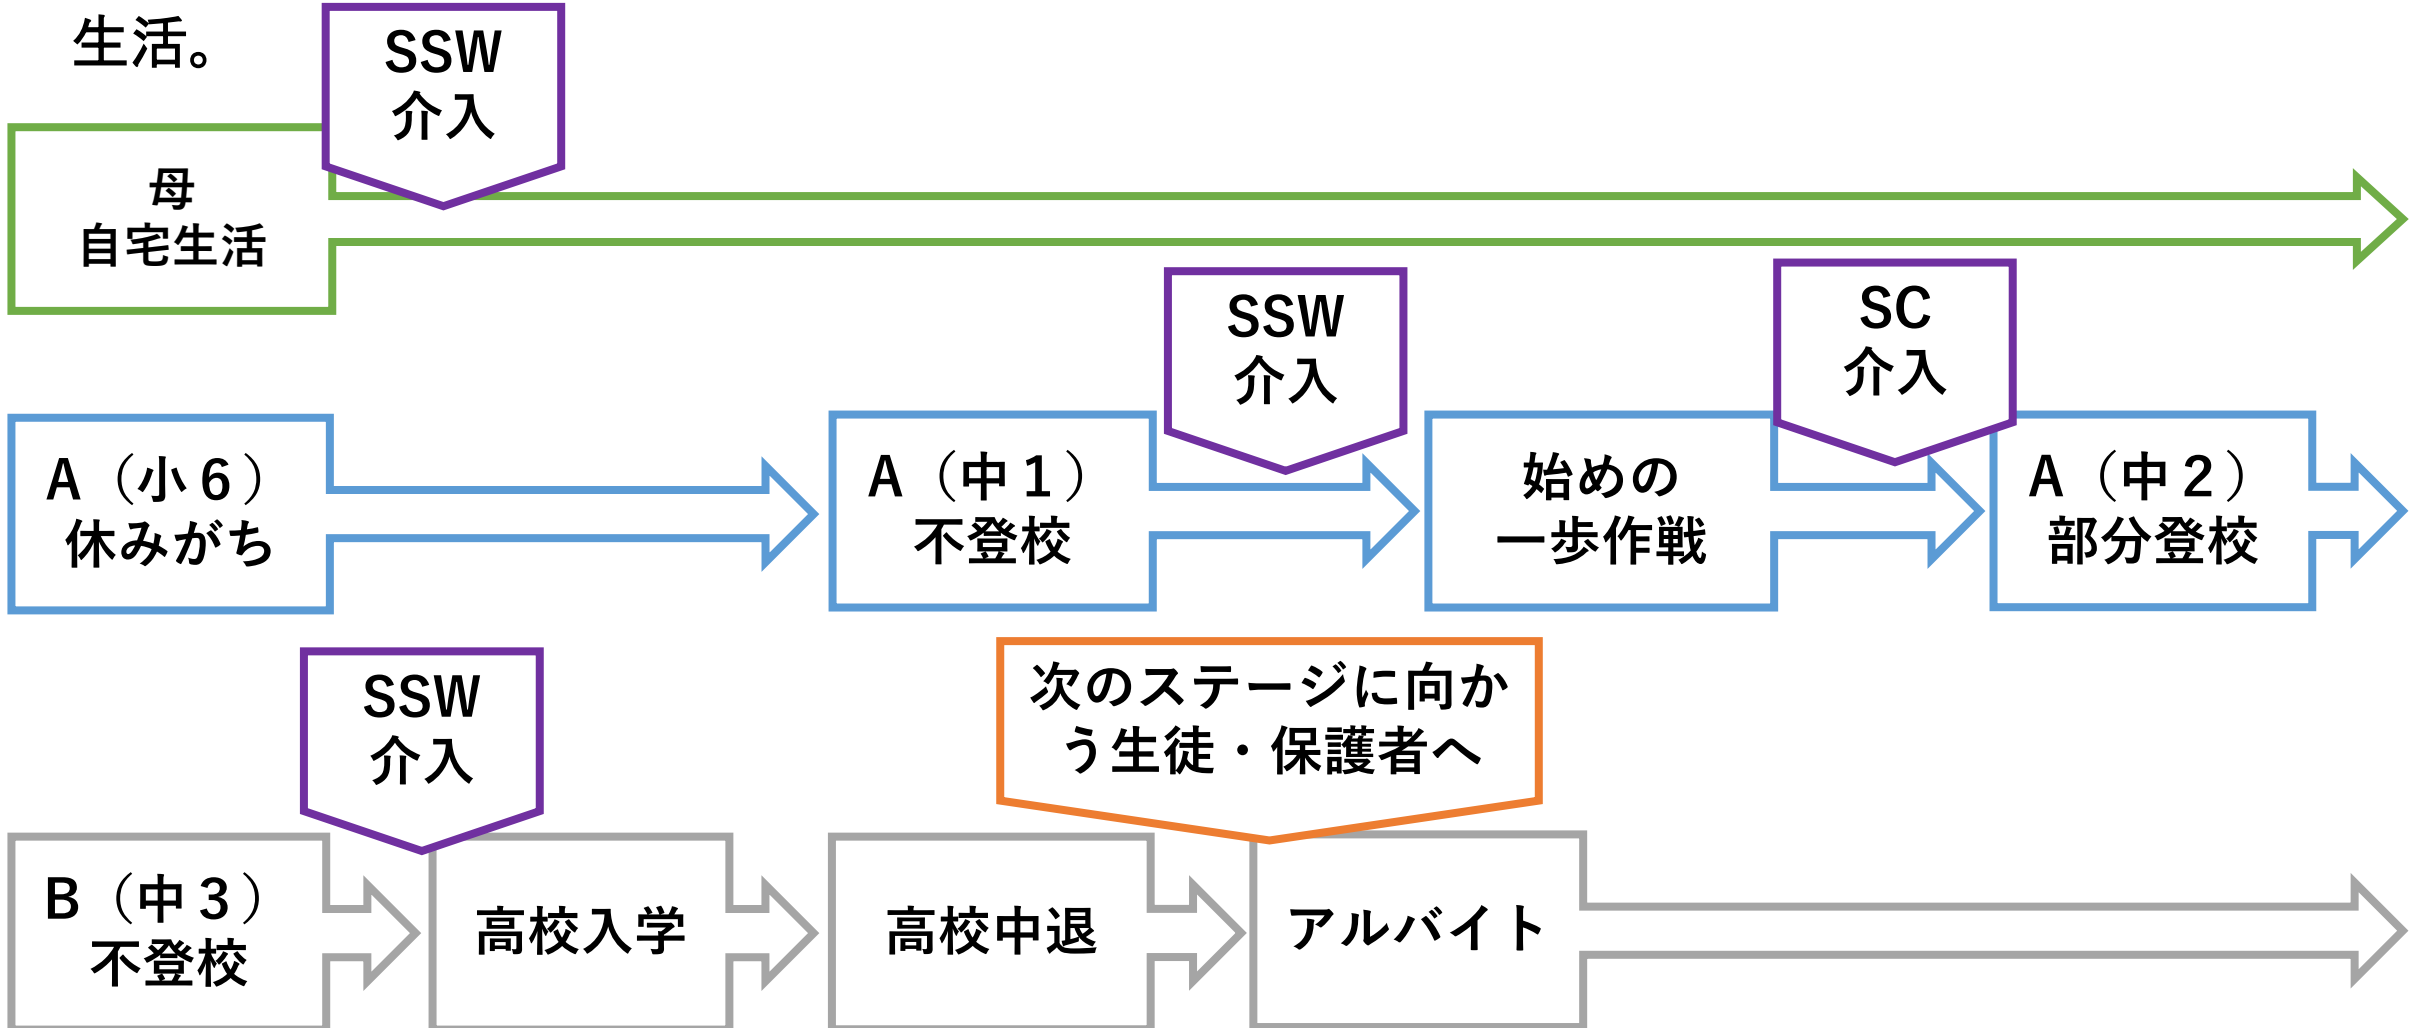 生活。
SSW
介入
母
自宅生活
SSW
介入
SC
介入
A（小６）
休みがち
A（中１）
不登校
始めの
一歩作戦
A（中２）
部分登校
SSW
介入
次のステージに向か
う生徒・保護者へ
B（中３）
不登校
高校入学
高校中退
アルバイト